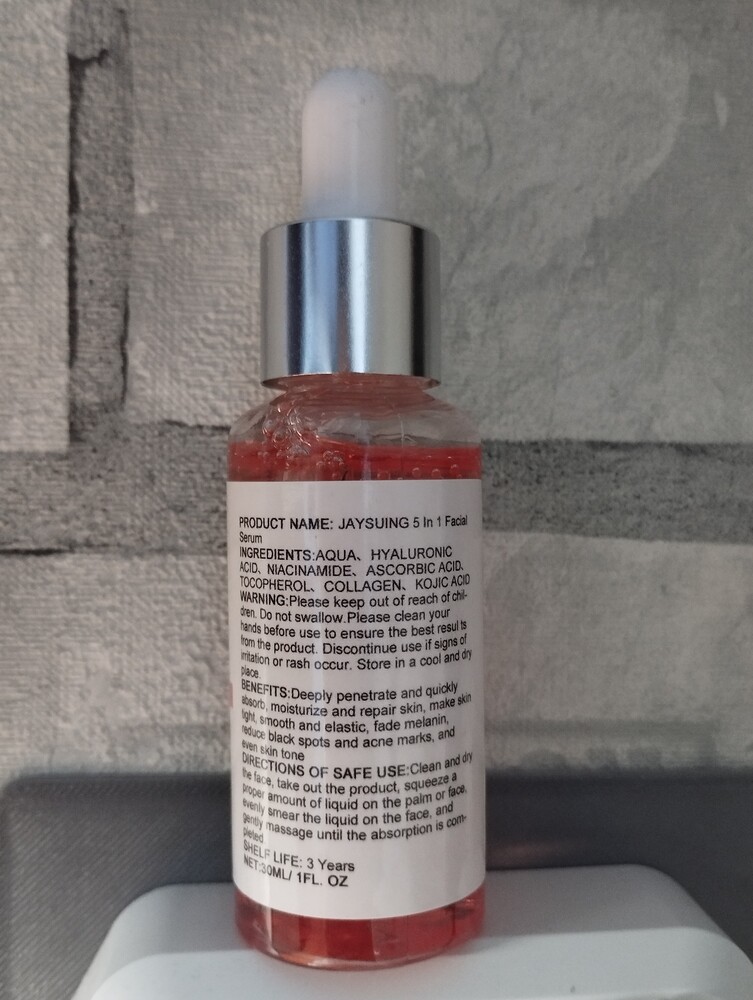 PRODUCT NAME: JAYSUING 5 In 1 Facial
Serum
INGREDIENTS:AQUA、HYALURONIC
ACID、NIACINAMIDE、ASCORBIC ACID、
TOCOPHEROL、COLLAGEN、KOJIC ACID
WARNING:Please keep out of reach of chil-
dren. Do not swallow.Please clean your
hands before use to ensure the best resul ts
from the product. Discontinue use if signs of
irritation or rash occur. Store in a cool and dry
place.
BENEFITS:Deeply penetrate and quickly
absorb, moisturize and repair skin, make skin
tight, smooth and elastic, fade melanin,
reduce black spots and acne marks, and
even skin tone
DIRECTIONS OF SAFE USE:Clean and dry
the face, take out the product, squeeze a
proper amount of liquid on the palm or face,
evenly smear the liquid on the face, and
gently massage until the absorption is com-
pleted
SHELF LIFE: 3 Years
NET:30ML/ 1FL. OZ